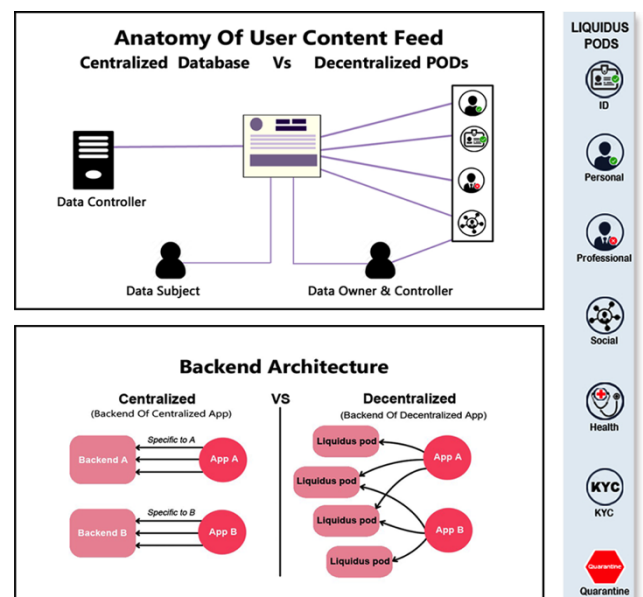 Anatomy Of User Content Feed
Centralized Database Vs Decentralized PODs
Data Controller
Data Subject
Data Owner & Controller
Backend Architecture
Centralized
VS
Decentralized
(Backend Of Centralized App)
(Backend Of Decentralized App)
Backend A
Specific to A
App A
Backend B
Specific to B
App B
Liquidus pod
Liquidus pod
Liquidus pod
Liquidus pod
App A
App B
LIQUIDUS
PODS
ID
Personal
Professional
Social
Health
KYC
KYC
Quarantine
Quarantine